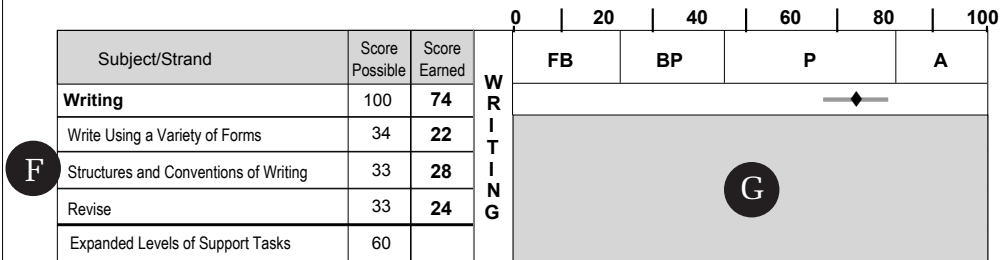 0 20 40 60 80 100
Subject/Strand Score Possible Score Earned
FB BP P A
WRITING
Writing 100 74
Write Using a Variety of Forms 34 22
F
Structures and Conventions of Writing 33 28
G
Revise 33 24
Expanded Levels of Support Tasks 60